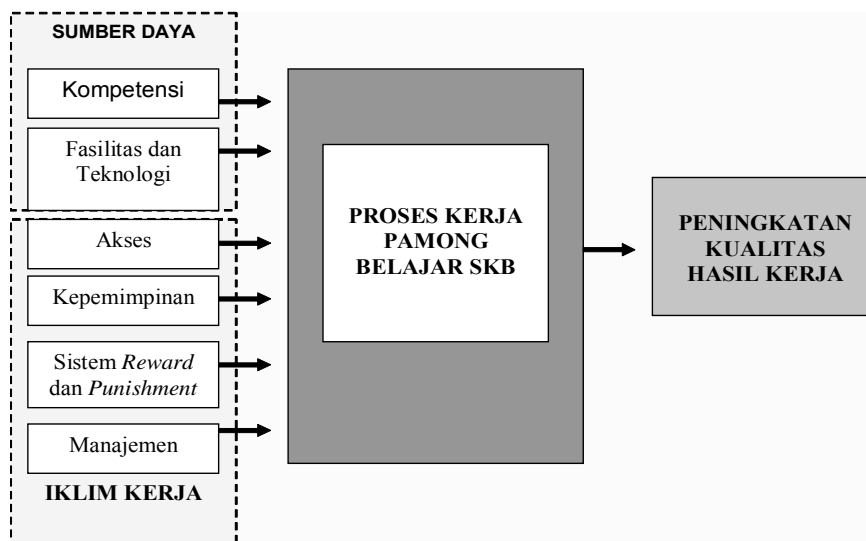 SUMBER DAYA
Kompetensi
Fasilitas dan
Teknologi
Akses
Kepemimpinan
Sistem Reward
dan Punishment
Manajemen
IKLIM KERJA
PROSES KERJA
PAMONG
BELAJAR SKB
PENINGKATAN
KUALITAS
HASIL KERJA